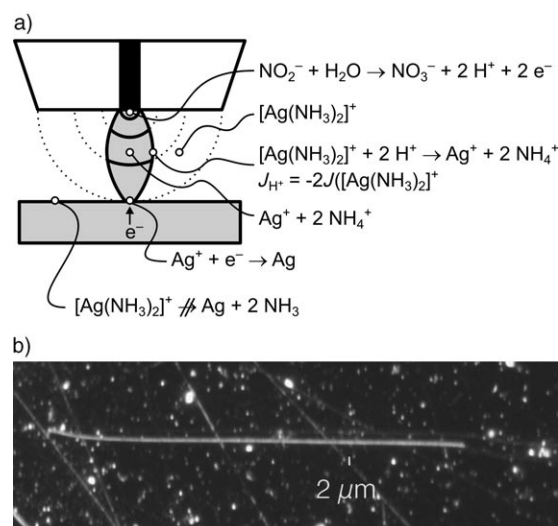 a)
NO₂⁻ + H₂O → NO₃⁻ + 2 H⁺ + 2 e⁻
[Ag(NH₃)₂]⁺
[Ag(NH₃)₂]⁺ + 2 H⁺ → Ag⁺ + 2 NH₄⁺
J_H⁺ = -2J([Ag(NH₃)₂]⁺
Ag⁺ + 2 NH₄⁺
e⁻
Ag⁺ + e⁻ → Ag
[Ag(NH₃)₂]⁺ ↛ Ag + 2 NH₃
b)
2 µm